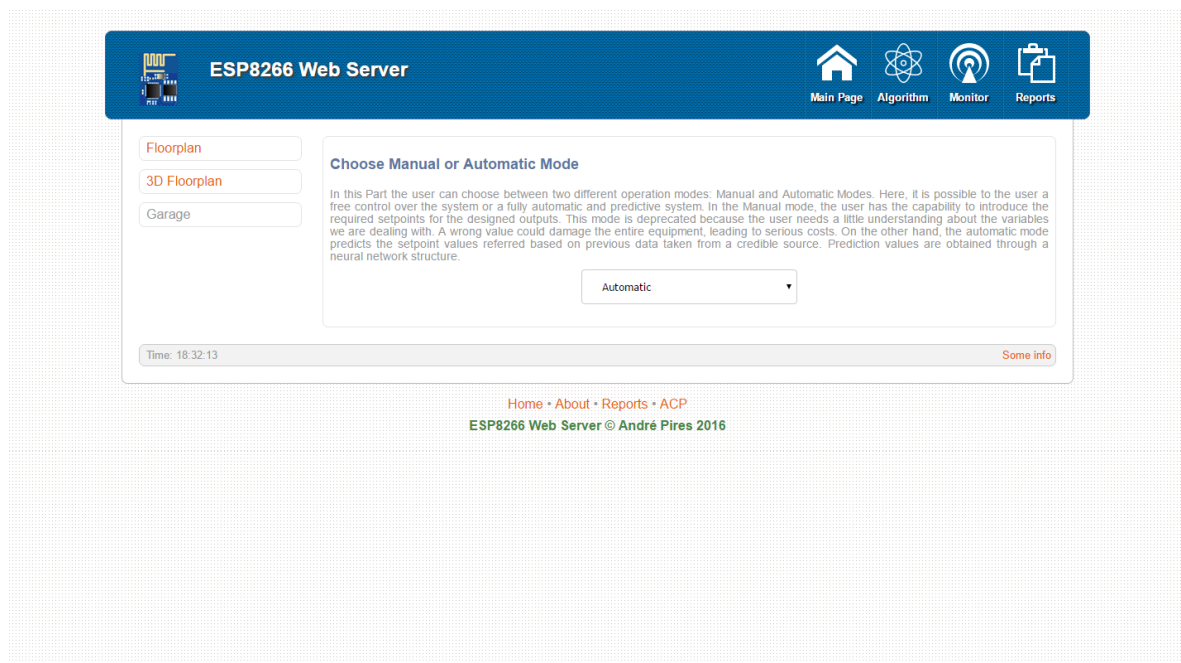 ESP8266 Web Server
Main Page Algorithm Monitor Reports
Floorplan
3D Floorplan
Garage
Choose Manual or Automatic Mode
In this Part the user can choose between two different operation modes: Manual and Automatic Modes. Here, it is possible to the user a
free control over the system or a fully automatic and predictive system. In the Manual mode, the user has the capability to introduce the
required setpoints for the designed outputs. This mode is deprecated because the user needs a little understanding about the variables
we are dealing with. A wrong value could damage the entire equipment, leading to serious costs. On the other hand, the automatic mode
predicts the setpoint values referred based on previous data taken from a credible source. Prediction values are obtained through a
neural network structure.
Automatic
Time: 18:32:13 Some info
Home • About • Reports • ACP
ESP8266 Web Server © André Pires 2016